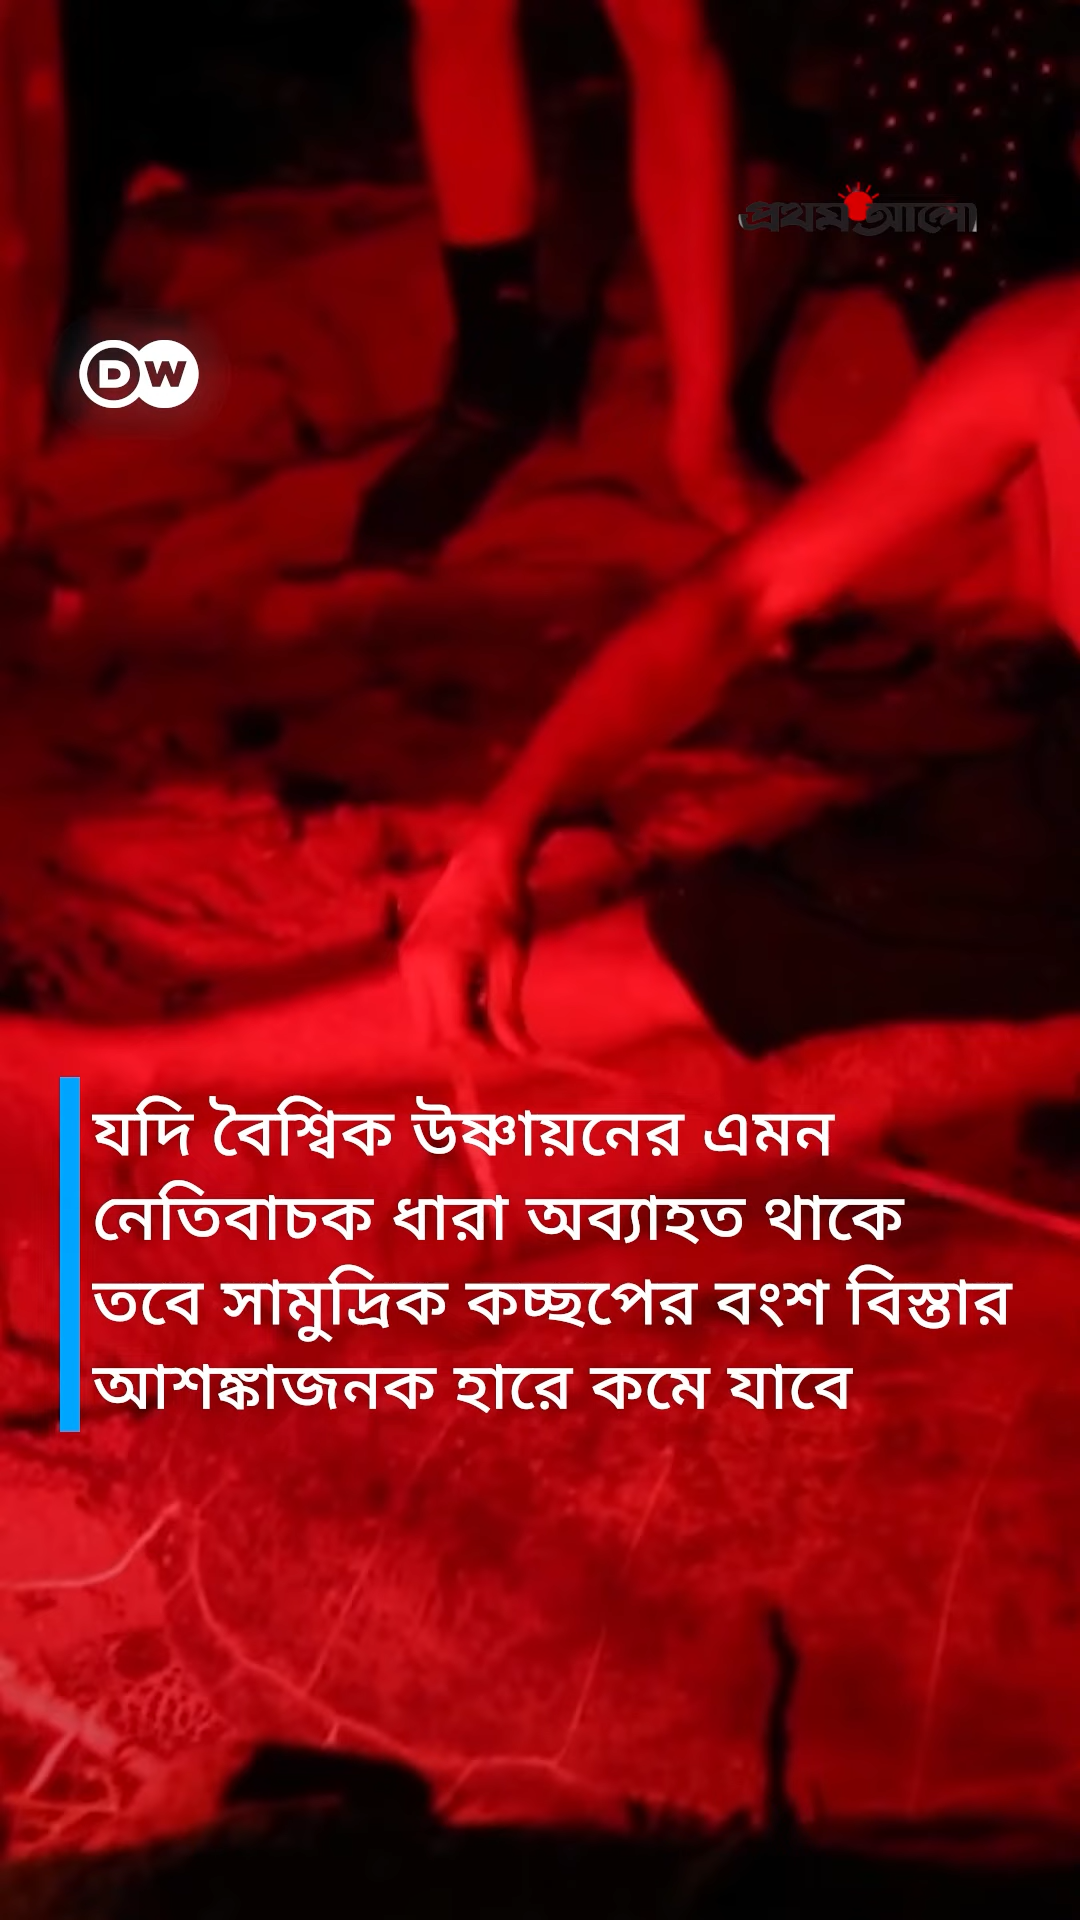 প্রথম আলো
DW
যদি বৈশ্বিক উষ্ণায়নের এমন
নেতিবাচক ধারা অব্যাহত থাকে
তবে সামুদ্রিক কচ্ছপের বংশ বিস্তার
আশঙ্কাজনক হারে কমে যাবে